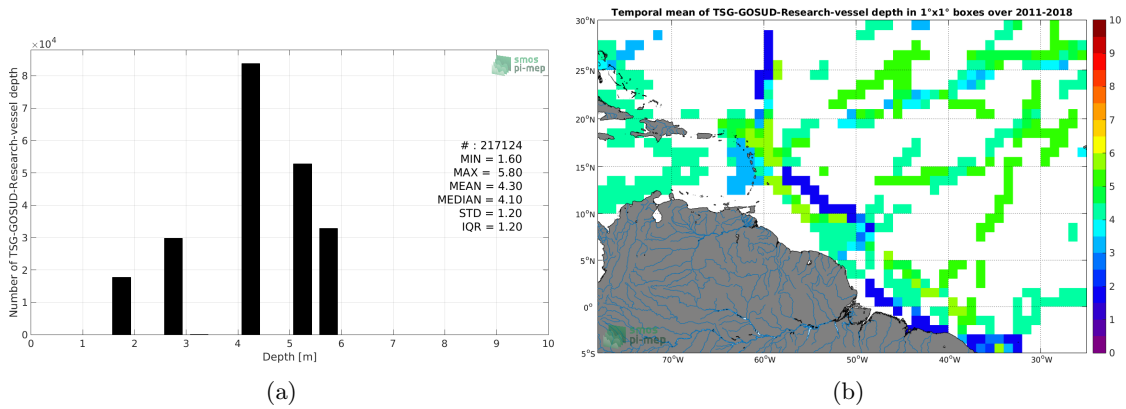 ×10⁴
9
8
7
6
5
4
3
2
1
0
Number of TSG-GOSUD-Research-vessel depth
smos
pi-mep
# : 217124
MIN = 1.60
MAX = 5.80
MEAN = 4.30
MEDIAN = 4.10
STD = 1.20
IQR = 1.20
0 1 2 3 4 5 6 7 8 9 10
Depth [m]
(a)
Temporal mean of TSG-GOSUD-Research-vessel depth in 1°x1° boxes over 2011-2018
30°N
25°N
20°N
15°N
10°N
5°N
0°
5°S
70°W 60°W 50°W 40°W 30°W
smos
pi-mep
10
9
8
7
6
5
4
3
2
1
0
(b)